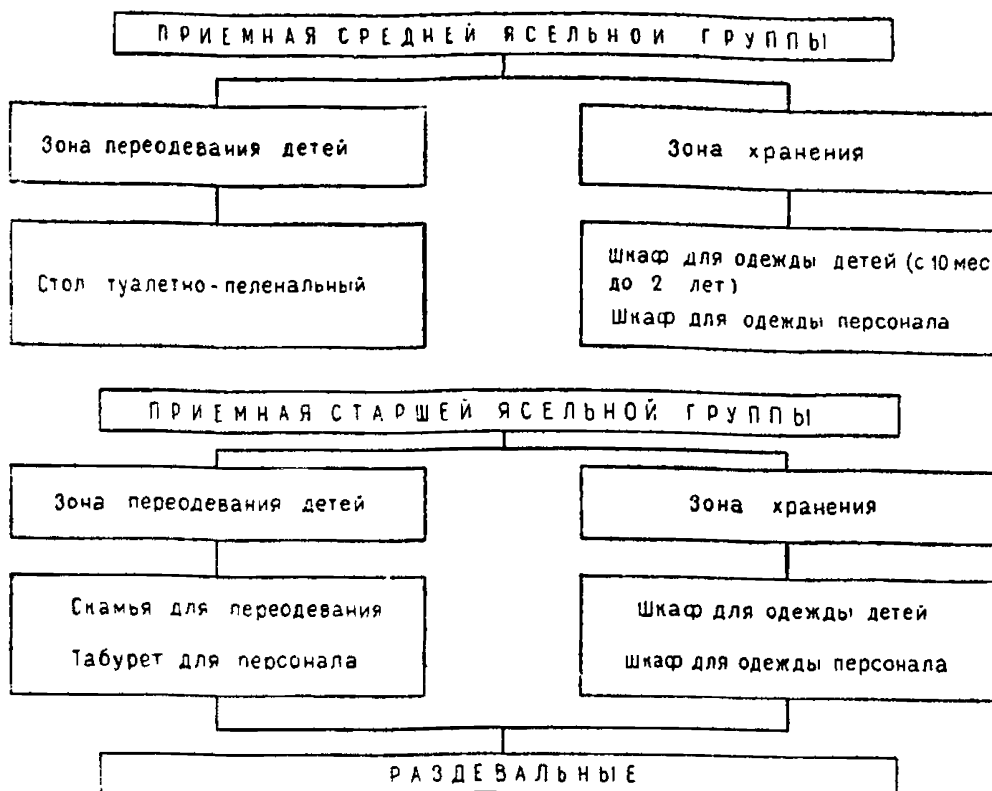 ПРИЕМНАЯ СРЕДНЕЙ ЯСЕЛЬНОЙ ГРУППЫ
Зона переодевания детей
Зона хранения
Стол туалетно-пеленальный
Шкаф для одежды детей (с 10 мес
до 2 лет)
Шкаф для одежды персонала
ПРИЕМНАЯ СТАРШЕЙ ЯСЕЛЬНОЙ ГРУППЫ
Зона переодевания детей
Зона хранения
Скамья для переодевания
Табурет для персонала
Шкаф для одежды детей
шкаф для одежды персонала
РАЗДЕВАЛЬНЫЕ